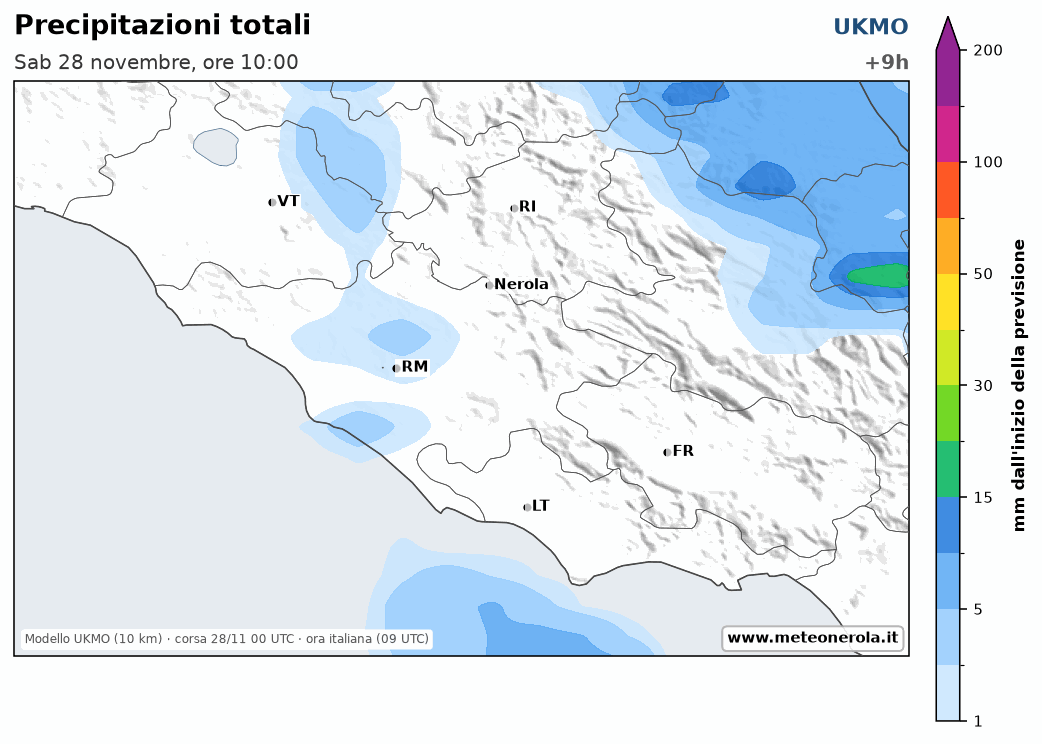 Precipitazioni totali
UKMO
Sab 28 novembre, ore 10:00
+9h
VT
RI
Nerola
RM
FR
LT
Modello UKMO (10 km) · corsa 28/11 00 UTC · ora italiana (09 UTC)
www.meteonerola.it
200
100
50
30
15
5
1
mm dall'inizio della previsione